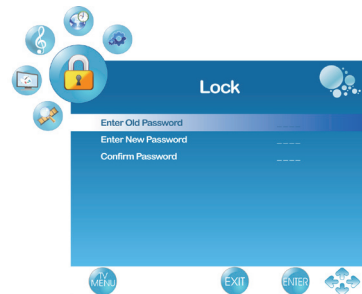 Lock
Enter Old Password _ _ _ _
Enter New Password _ _ _ _
Confirm Password _ _ _ _
TV
MENU
EXIT
ENTER